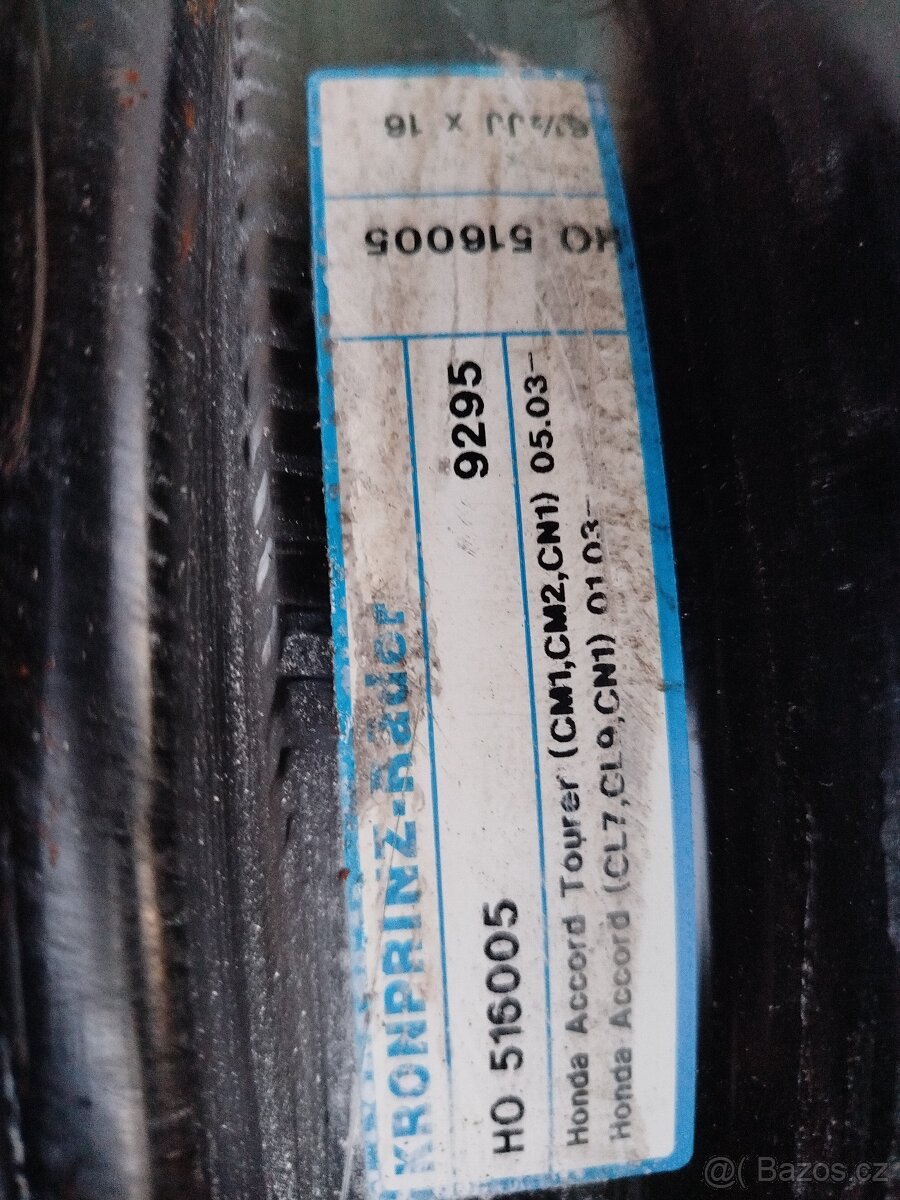 6½JJ x 16
HO 516005
KRONPRINZ-Räder
HO 516005 9295
Honda Accord Tourer (CM1,CM2,CN1) 05.03-
Honda Accord (CL7,CL9,CN1) 01.03-
@( Bazos.cz